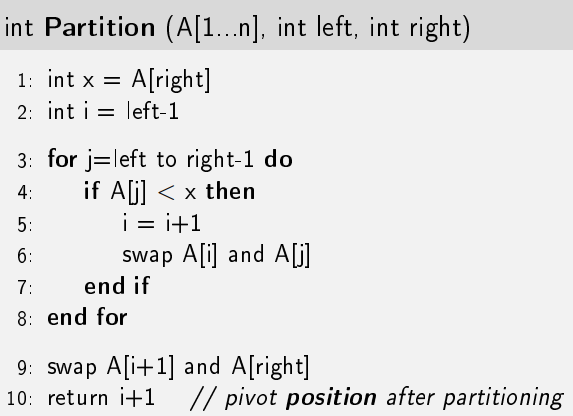 int Partition (A[1...n], int left, int right)
1: int x = A[right]
2: int i = left-1
3: for j=left to right-1 do
4: if A[j] < x then
5: i = i+1
6: swap A[i] and A[j]
7: end if
8: end for
9: swap A[i+1] and A[right]
10: return i+1 // pivot position after partitioning